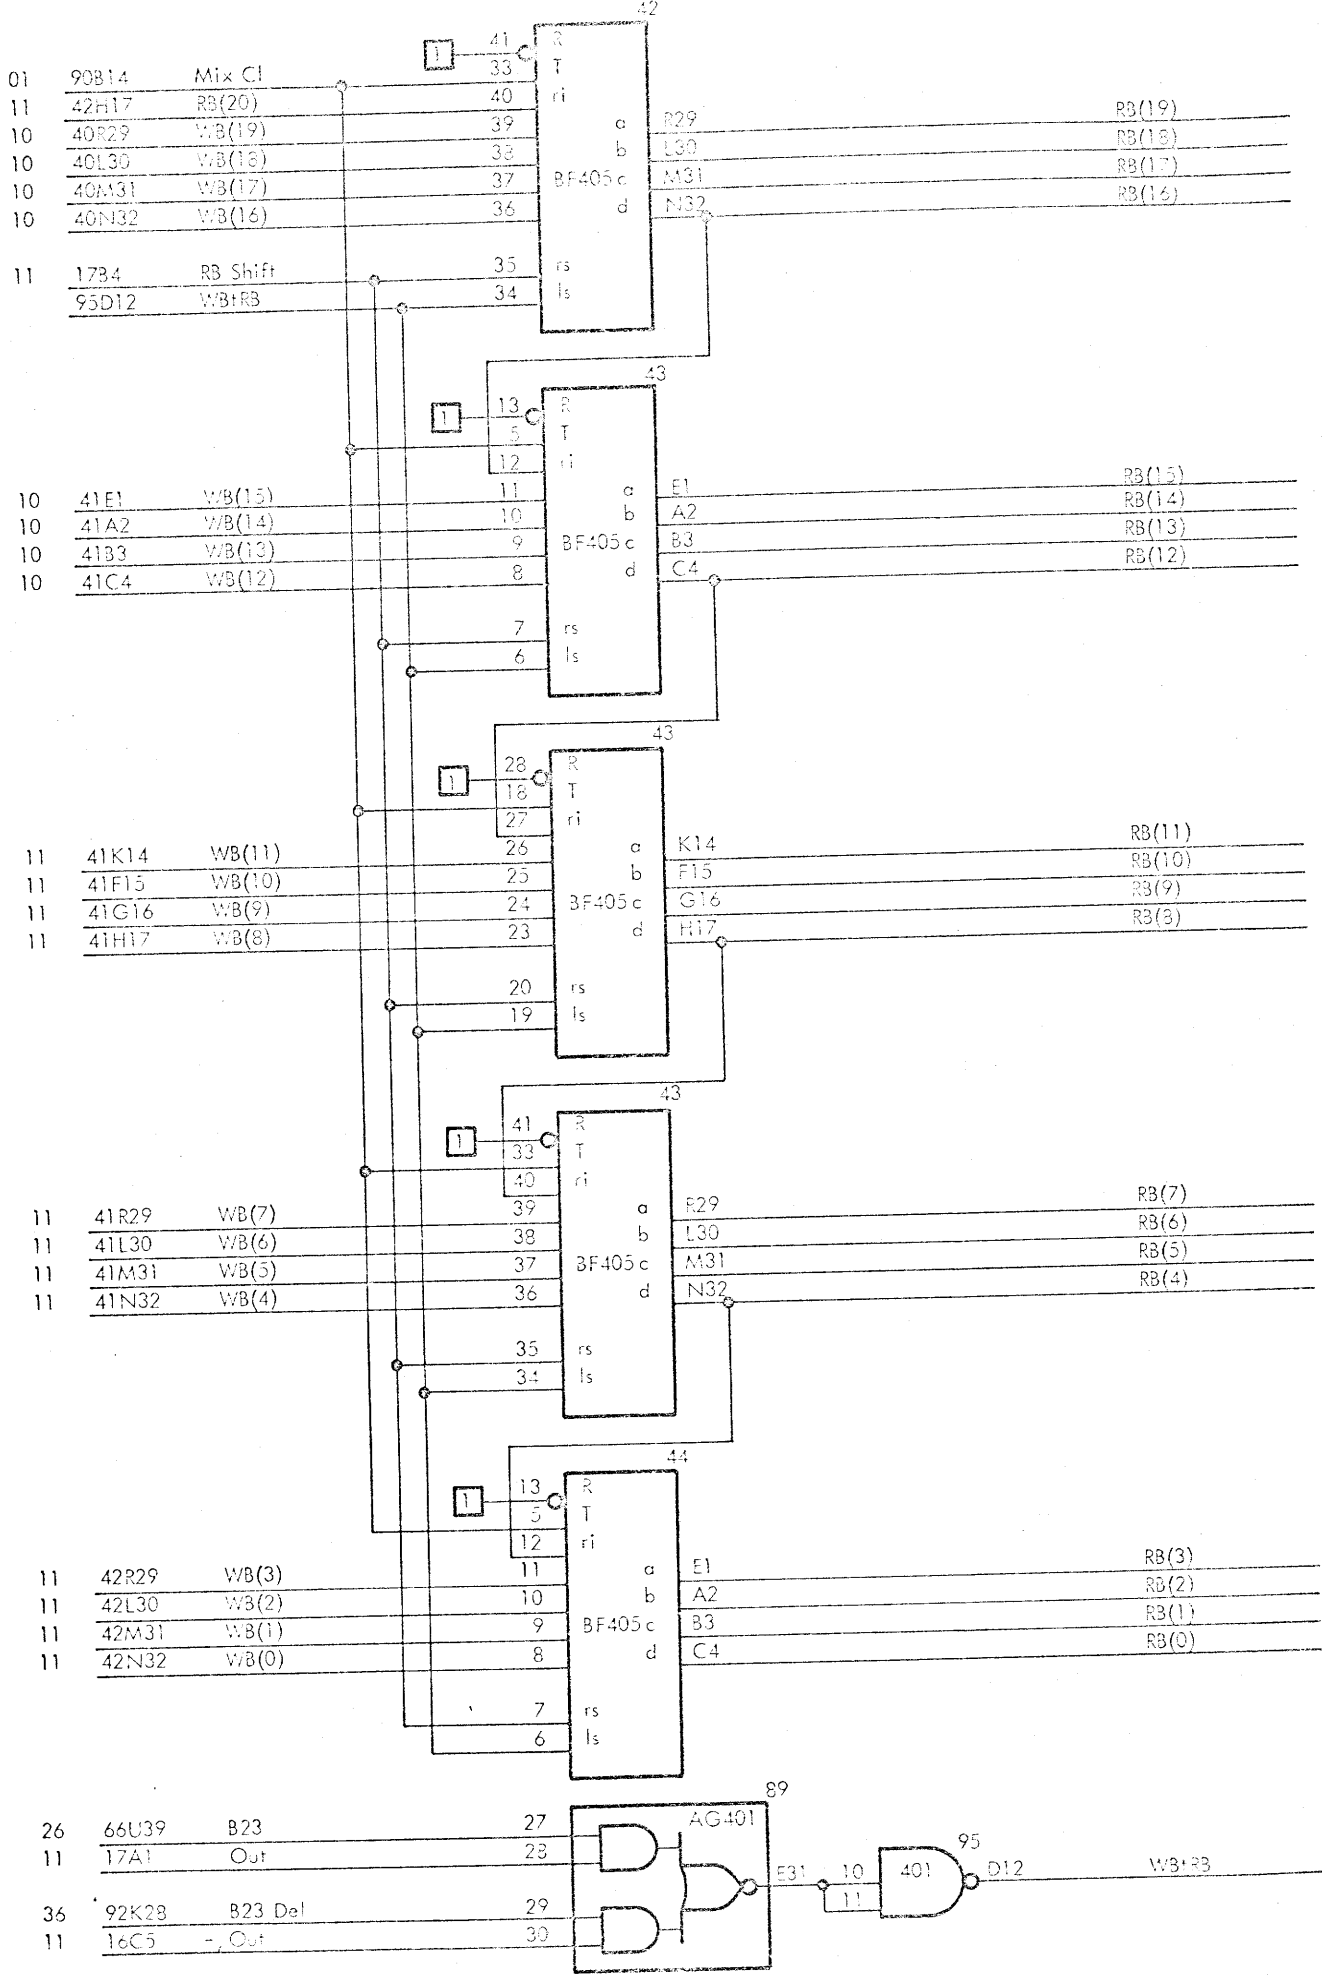 42
1 41 R
01 90B14 Mix Cl 33 T
11 42H17 RB(20) 40 ri
10 40R29 WB(19) 39 a R29 RB(19)
10 40L30 WB(18) 38 b L30 RB(18)
10 40M31 WB(17) 37 BF405 c M31 RB(17)
10 40N32 WB(16) 36 d N32 RB(16)
11 17B4 RB Shift 35 rs
95D12 WB↑RB 34 ls
43
1 13 R
5 T
12 ri
10 41E1 WB(15) 11 a E1 RB(15)
10 41A2 WB(14) 10 b A2 RB(14)
10 41B3 WB(13) 9 BF405 c B3 RB(13)
10 41C4 WB(12) 8 d C4 RB(12)
7 rs
6 ls
43
1 28 R
18 T
27 ri
11 41K14 WB(11) 26 a K14 RB(11)
11 41F15 WB(10) 25 b F15 RB(10)
11 41G16 WB(9) 24 BF405 c G16 RB(9)
11 41H17 WB(8) 23 d H17 RB(8)
20 rs
19 ls
43
1 41 R
33 T
40 ri
11 41R29 WB(7) 39 a R29 RB(7)
11 41L30 WB(6) 38 b L30 RB(6)
11 41M31 WB(5) 37 BF405 c M31 RB(5)
11 41N32 WB(4) 36 d N32 RB(4)
35 rs
34 ls
44
1 13 R
5 T
12 ri
11 42R29 WB(3) 11 a E1 RB(3)
11 42L30 WB(2) 10 b A2 RB(2)
11 42M31 WB(1) 9 BF405 c B3 RB(1)
11 42N32 WB(0) 8 d C4 RB(0)
7 rs
6 ls
89
26 66U39 B23 27 AG401
11 17A1 Out 28
95
E31 10 401 D12 WB↑RB
11
36 92K28 B23 Del 29
11 16C5 -, Out 30